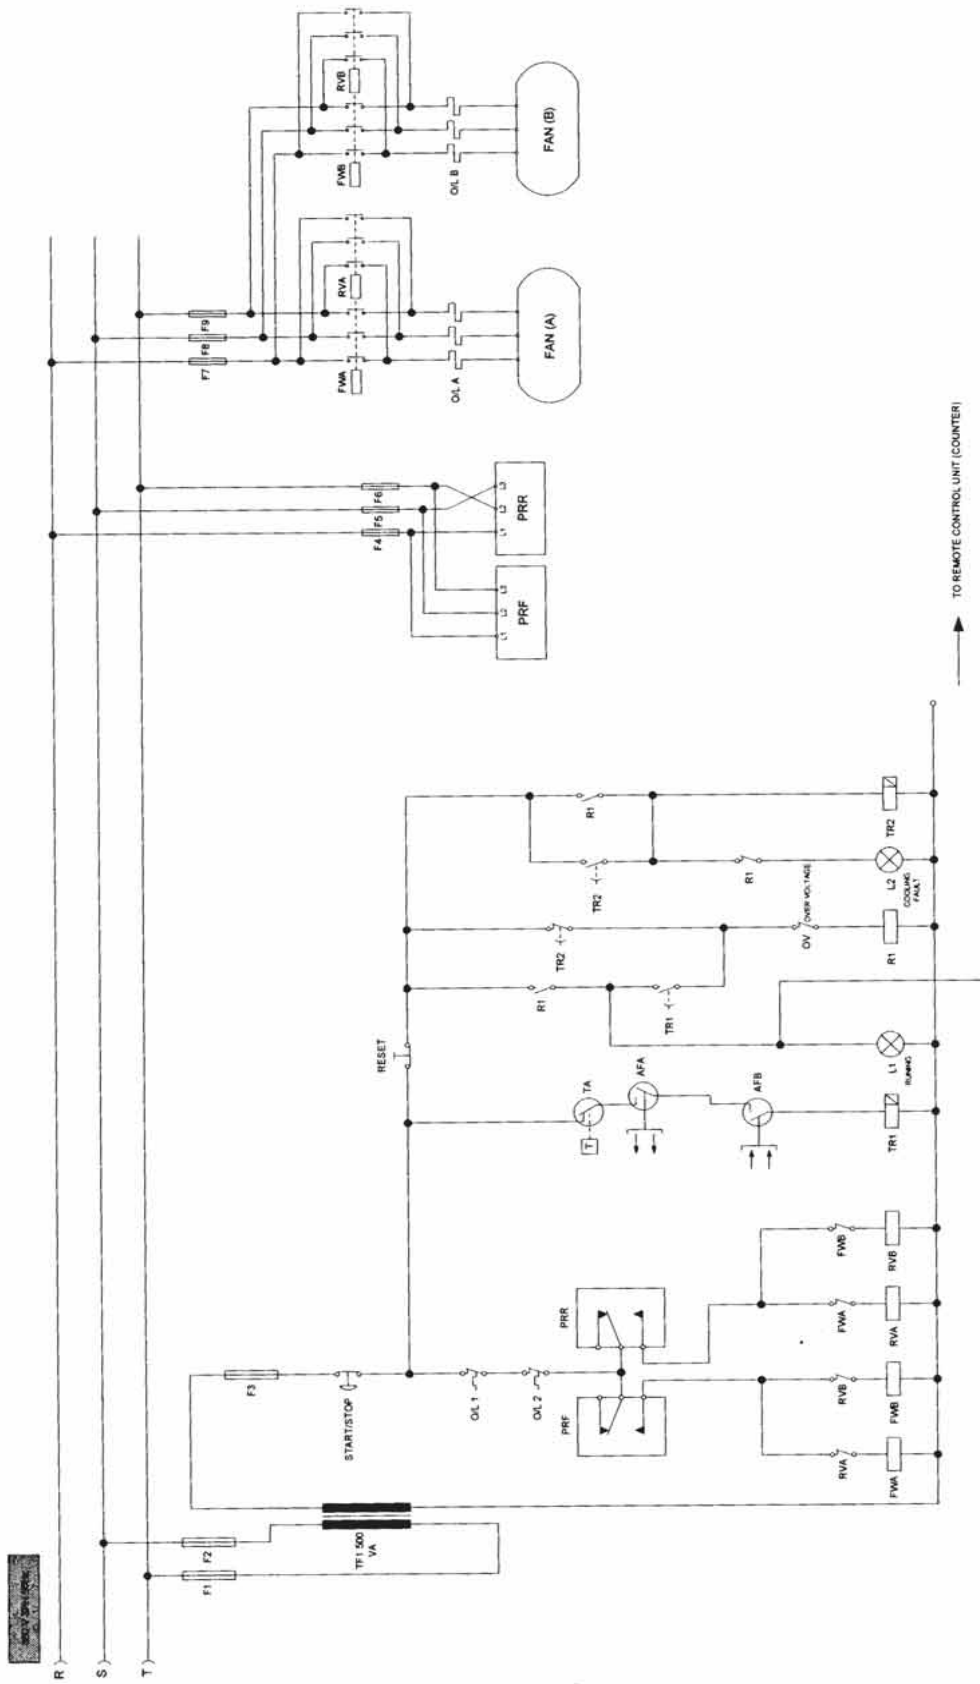 R
S
T
F1
F2
TF1 500
VA
F3
START/STOP
O/L 1
O/L 2
PRF
PRR
RVA
FWA
RVB
FWB
FWA
RVA
FWB
RVB
RESET
T
TA
AFA
AFB
TR1
L1
RUNING
R1
TR1
TR2
OV
OVER VOLTAGE
R1
TR2
R1
R1
L2
COOLING
FAULT
TR2
TO REMOTE CONTROL UNIT (COUNTER)
F4
F5
F6
L1
L2
L3
PRF
L1
L2
L3
PRR
F7
F8
F9
FWA
RVA
O/L A
FAN (A)
FWB
RVB
O/L B
FAN (B)